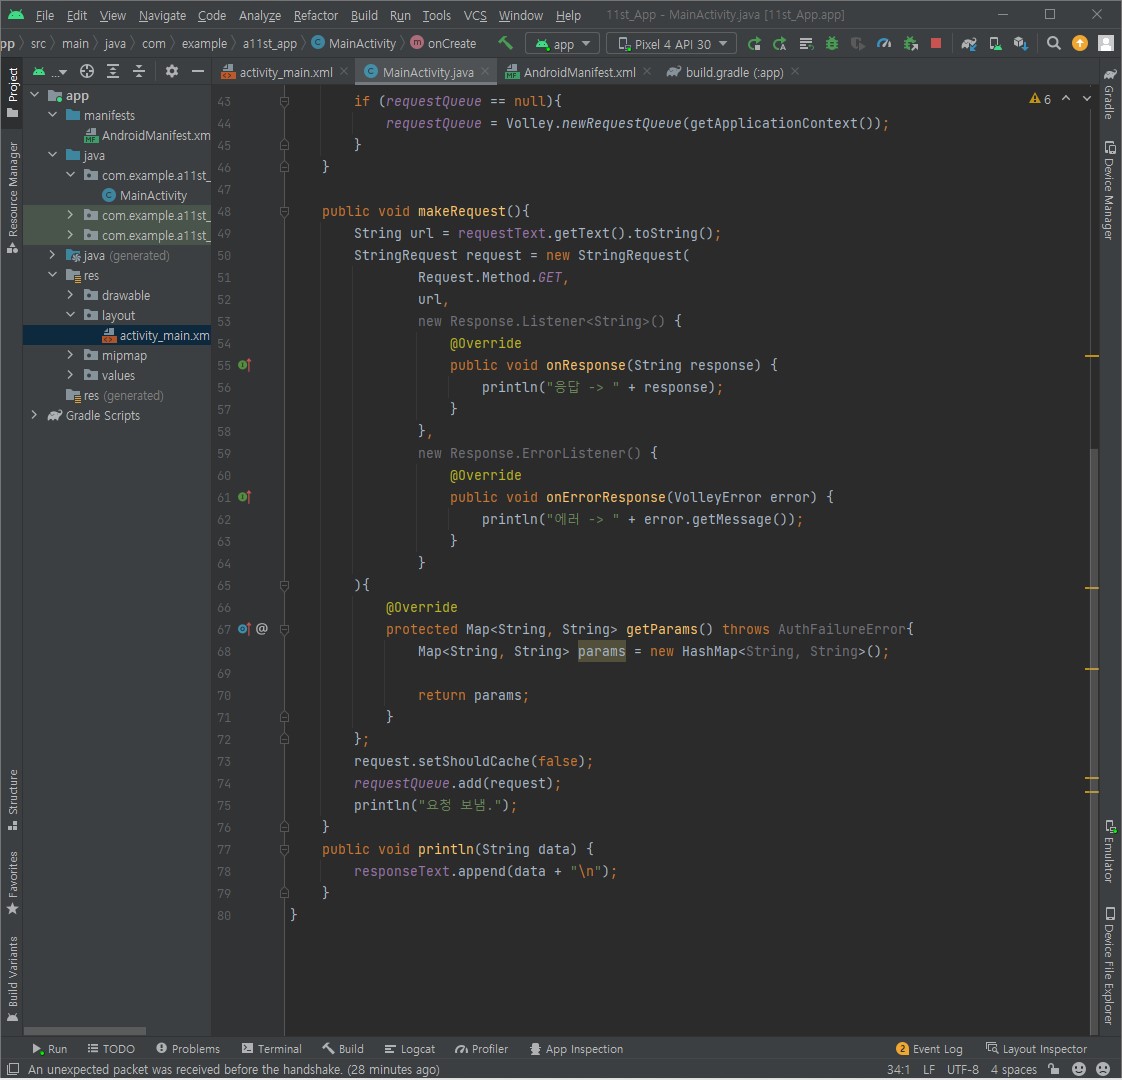 File Edit View Navigate Code Analyze Refactor Build Run Tools VCS Window Help 11st_App - MainActivity.java [11st_App.app]
pp src main java com example a11st_app MainActivity onCreate app Pixel 4 API 30
... activity_main.xml MainActivity.java AndroidManifest.xml build.gradle (:app)
Project
Resource Manager
Structure
Favorites
Build Variants
app
manifests
AndroidManifest.xm
java
com.example.a11st_
MainActivity
com.example.a11st_
com.example.a11st_
java (generated)
res
drawable
layout
activity_main.xm
mipmap
values
res (generated)
Gradle Scripts
6
43 if (requestQueue == null){
44 requestQueue = Volley.newRequestQueue(getApplicationContext());
45 }
46 }
47
48 public void makeRequest(){
49 String url = requestText.getText().toString();
50 StringRequest request = new StringRequest(
51 Request.Method.GET,
52 url,
53 new Response.Listener<String>() {
54 @Override
55 public void onResponse(String response) {
56 println("응답 -> " + response);
57 }
58 },
59 new Response.ErrorListener() {
60 @Override
61 public void onErrorResponse(VolleyError error) {
62 println("에러 -> " + error.getMessage());
63 }
64 }
65 ){
66 @Override
67 @ protected Map<String, String> getParams() throws AuthFailureError{
68 Map<String, String> params = new HashMap<String, String>();
69
70 return params;
71 }
72 };
73 request.setShouldCache(false);
74 requestQueue.add(request);
75 println("요청 보냄.");
76 }
77 public void println(String data) {
78 responseText.append(data + "\n");
79 }
80 }
Gradle
Device Manager
Emulator
Device File Explorer
Run TODO Problems Terminal Build Logcat Profiler App Inspection 2 Event Log Layout Inspector
An unexpected packet was received before the handshake. (28 minutes ago) 34:1 LF UTF-8 4 spaces